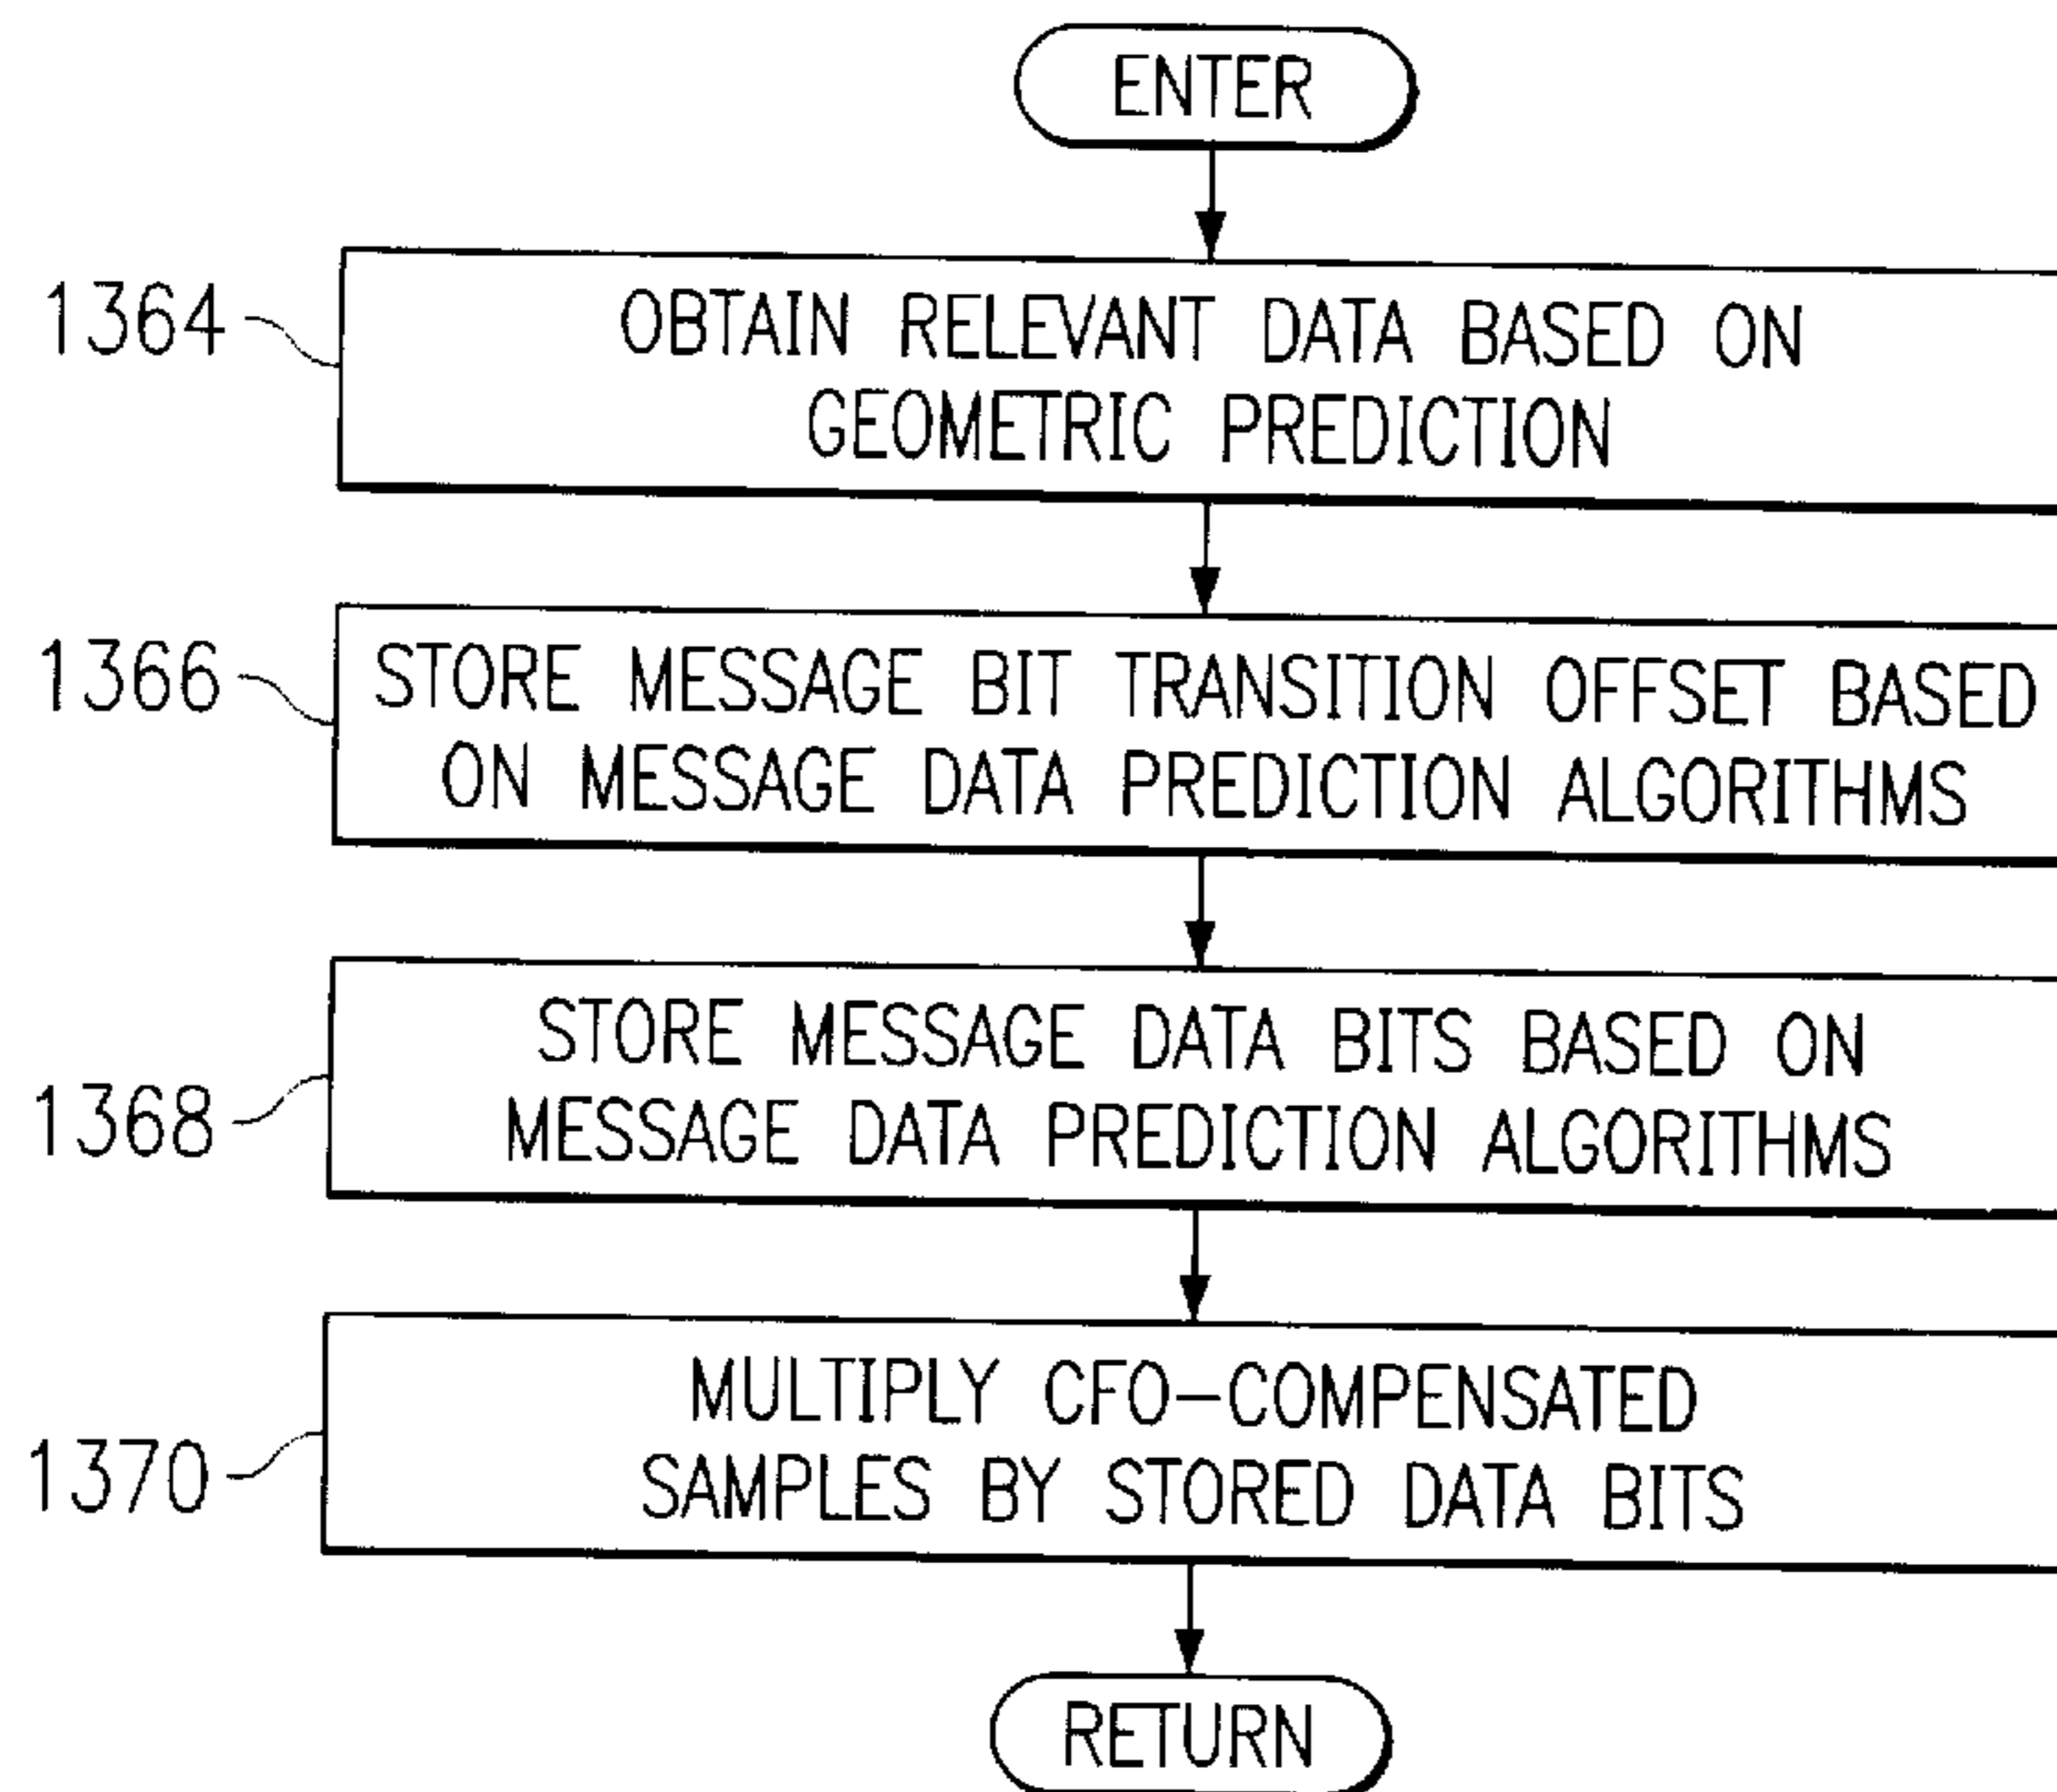 ENTER
1364
OBTAIN RELEVANT DATA BASED ON
GEOMETRIC PREDICTION
1366
STORE MESSAGE BIT TRANSITION OFFSET BASED
ON MESSAGE DATA PREDICTION ALGORITHMS
1368
STORE MESSAGE DATA BITS BASED ON
MESSAGE DATA PREDICTION ALGORITHMS
1370
MULTIPLY CFO-COMPENSATED
SAMPLES BY STORED DATA BITS
RETURN